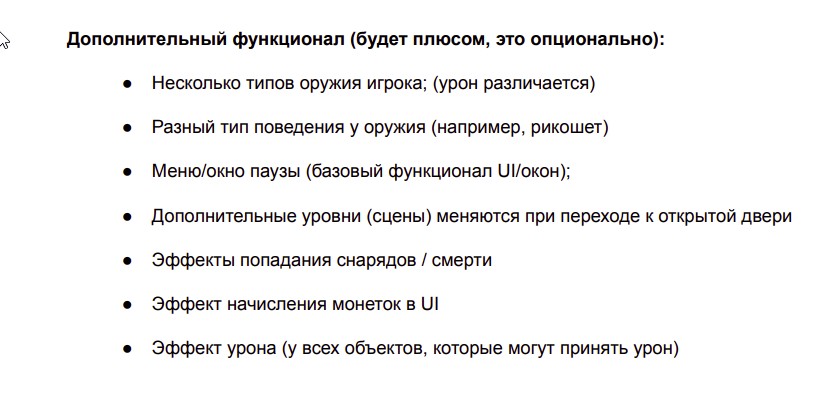 Дополнительный функционал (будет плюсом, это опционально):
● Несколько типов оружия игрока; (урон различается)
● Разный тип поведения у оружия (например, рикошет)
● Меню/окно паузы (базовый функционал UI/окон);
● Дополнительные уровни (сцены) меняются при переходе к открытой двери
● Эффекты попадания снарядов / смерти
● Эффект начисления монеток в UI
● Эффект урона (у всех объектов, которые могут принять урон)